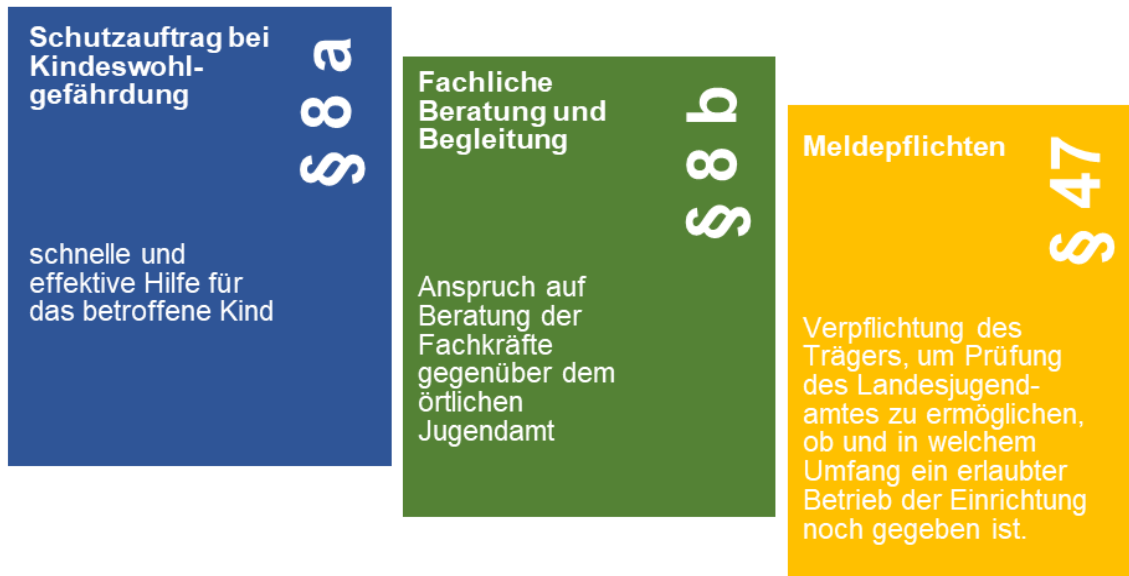 Schutzauftrag bei
Kindeswohl-
gefährdung
§ 8 a
schnelle und
effektive Hilfe für
das betroffene Kind
Fachliche
Beratung und
Begleitung
§ 8 b
Anspruch auf
Beratung der
Fachkräfte
gegenüber dem
örtlichen
Jugendamt
Meldepflichten
§ 47
Verpflichtung des
Trägers, um Prüfung
des Landesjugend-
amtes zu ermöglichen,
ob und in welchem
Umfang ein erlaubter
Betrieb der Einrichtung
noch gegeben ist.